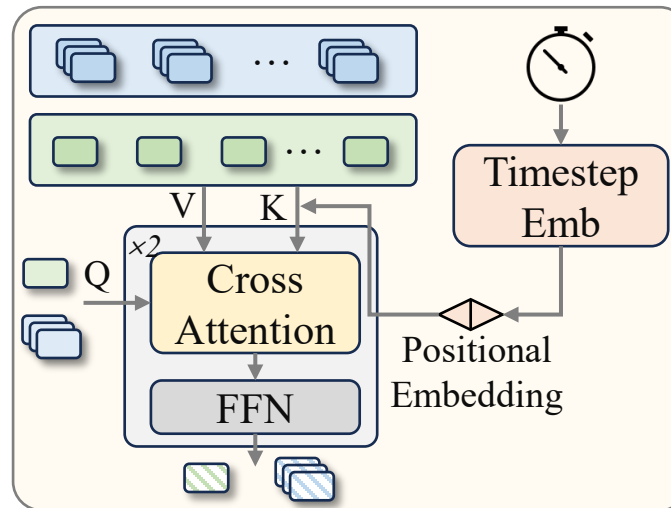 ...
...
V
K
Timestep
Emb
×2
Q
Cross
Attention
Positional
Embedding
FFN